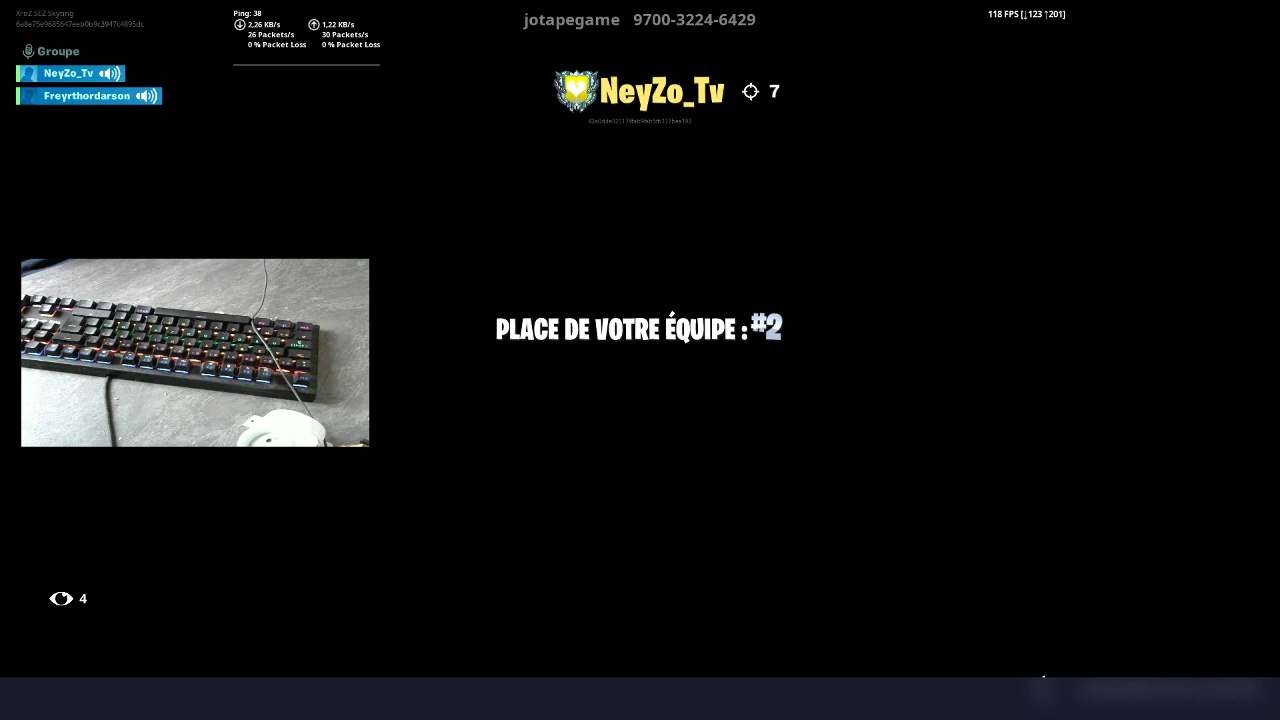 XroZ SEZ Skyting
6a8e75e9685647eeb0b9c3947c4895dc
Groupe
NeyZo_Tv
Freyrthordarson
Ping: 38
2,26 KB/s 1,22 KB/s
26 Packets/s 30 Packets/s
0 % Packet Loss 0 % Packet Loss
jotapegame 9700-3224-6429
118 FPS [↓123 ↑201]
NeyZo_Tv 7
PLACE DE VOTRE ÉQUIPE : #2
4